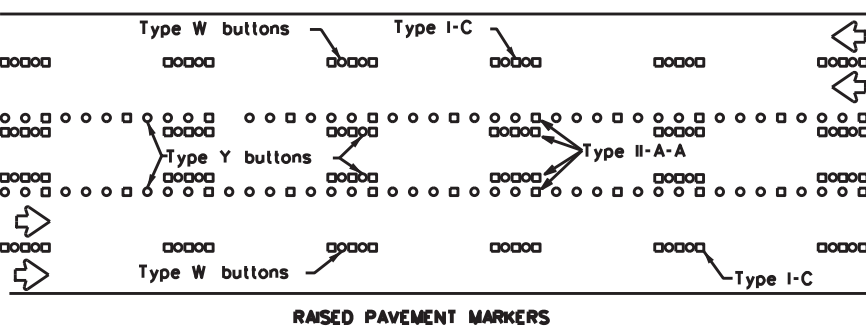 Type W buttons
Type I-C
Type Y buttons
Type II-A-A
Type W buttons
Type I-C
RAISED PAVEMENT MARKERS